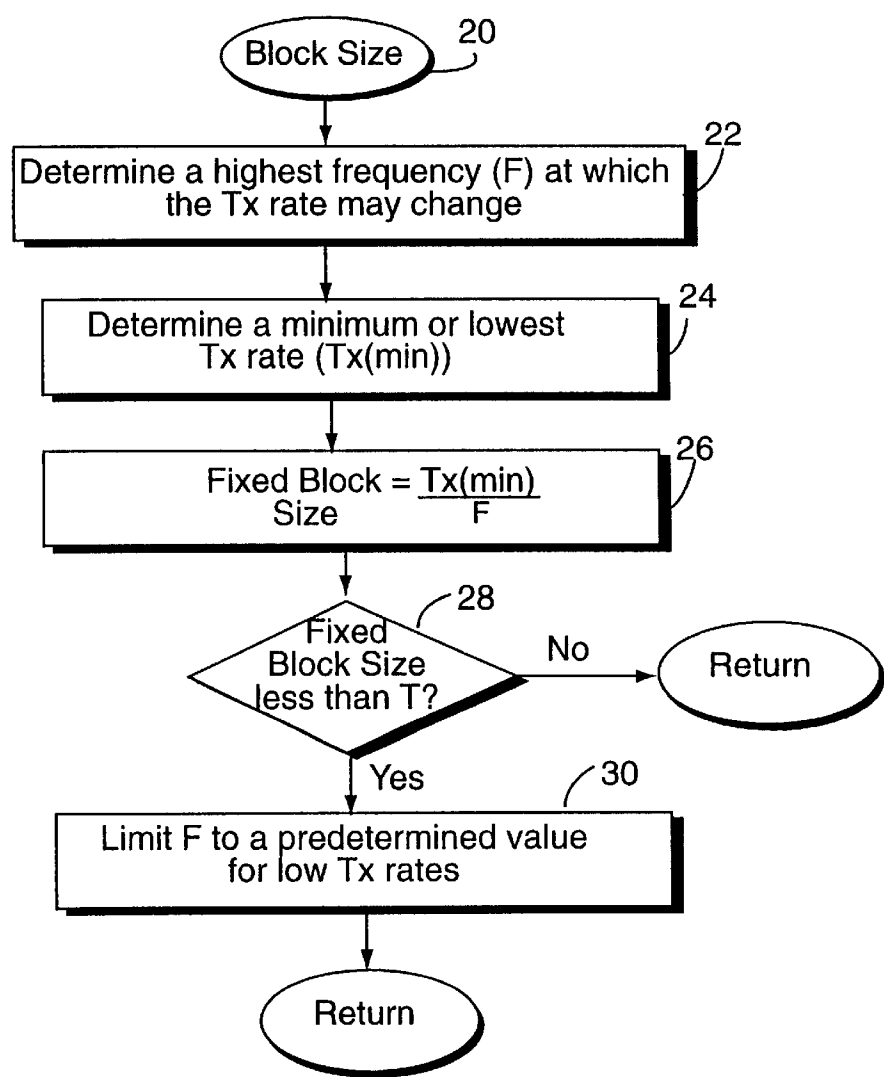 Block Size
20
22
Determine a highest frequency (F) at which
the Tx rate may change
24
Determine a minimum or lowest
Tx rate (Tx(min))
26
Fixed Block = Tx(min)
Size F
28
Fixed
Block Size
less than T?
No
Return
Yes
30
Limit F to a predetermined value
for low Tx rates
Return